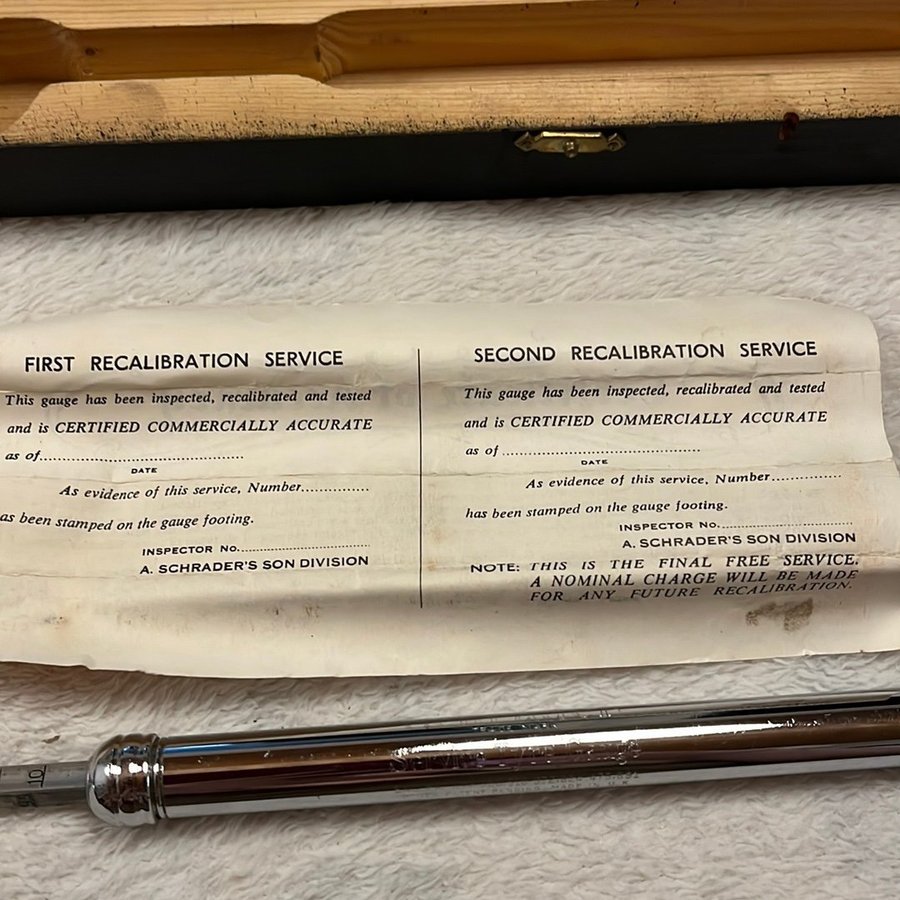 FIRST RECALIBRATION SERVICE
This gauge has been inspected, recalibrated and tested
and is CERTIFIED COMMERCIALLY ACCURATE
as of
DATE
As evidence of this service, Number
as been stamped on the gauge footing.
INSPECTOR No.
A. SCHRADER'S SON DIVISION
SECOND RECALIBRATION SERVICE
This gauge has been inspected, recalibrated and tested
and is CERTIFIED COMMERCIALLY ACCURATE
as of
DATE
As evidence of this service, Number
has been stamped on the gauge footing.
INSPECTOR No.
A. SCHRADER'S SON DIVISION
NOTE: THIS IS THE FINAL FREE SERVICE.
A NOMINAL CHARGE WILL BE MADE
FOR ANY FUTURE RECALIBRATION.
10
PENDING MADE IN